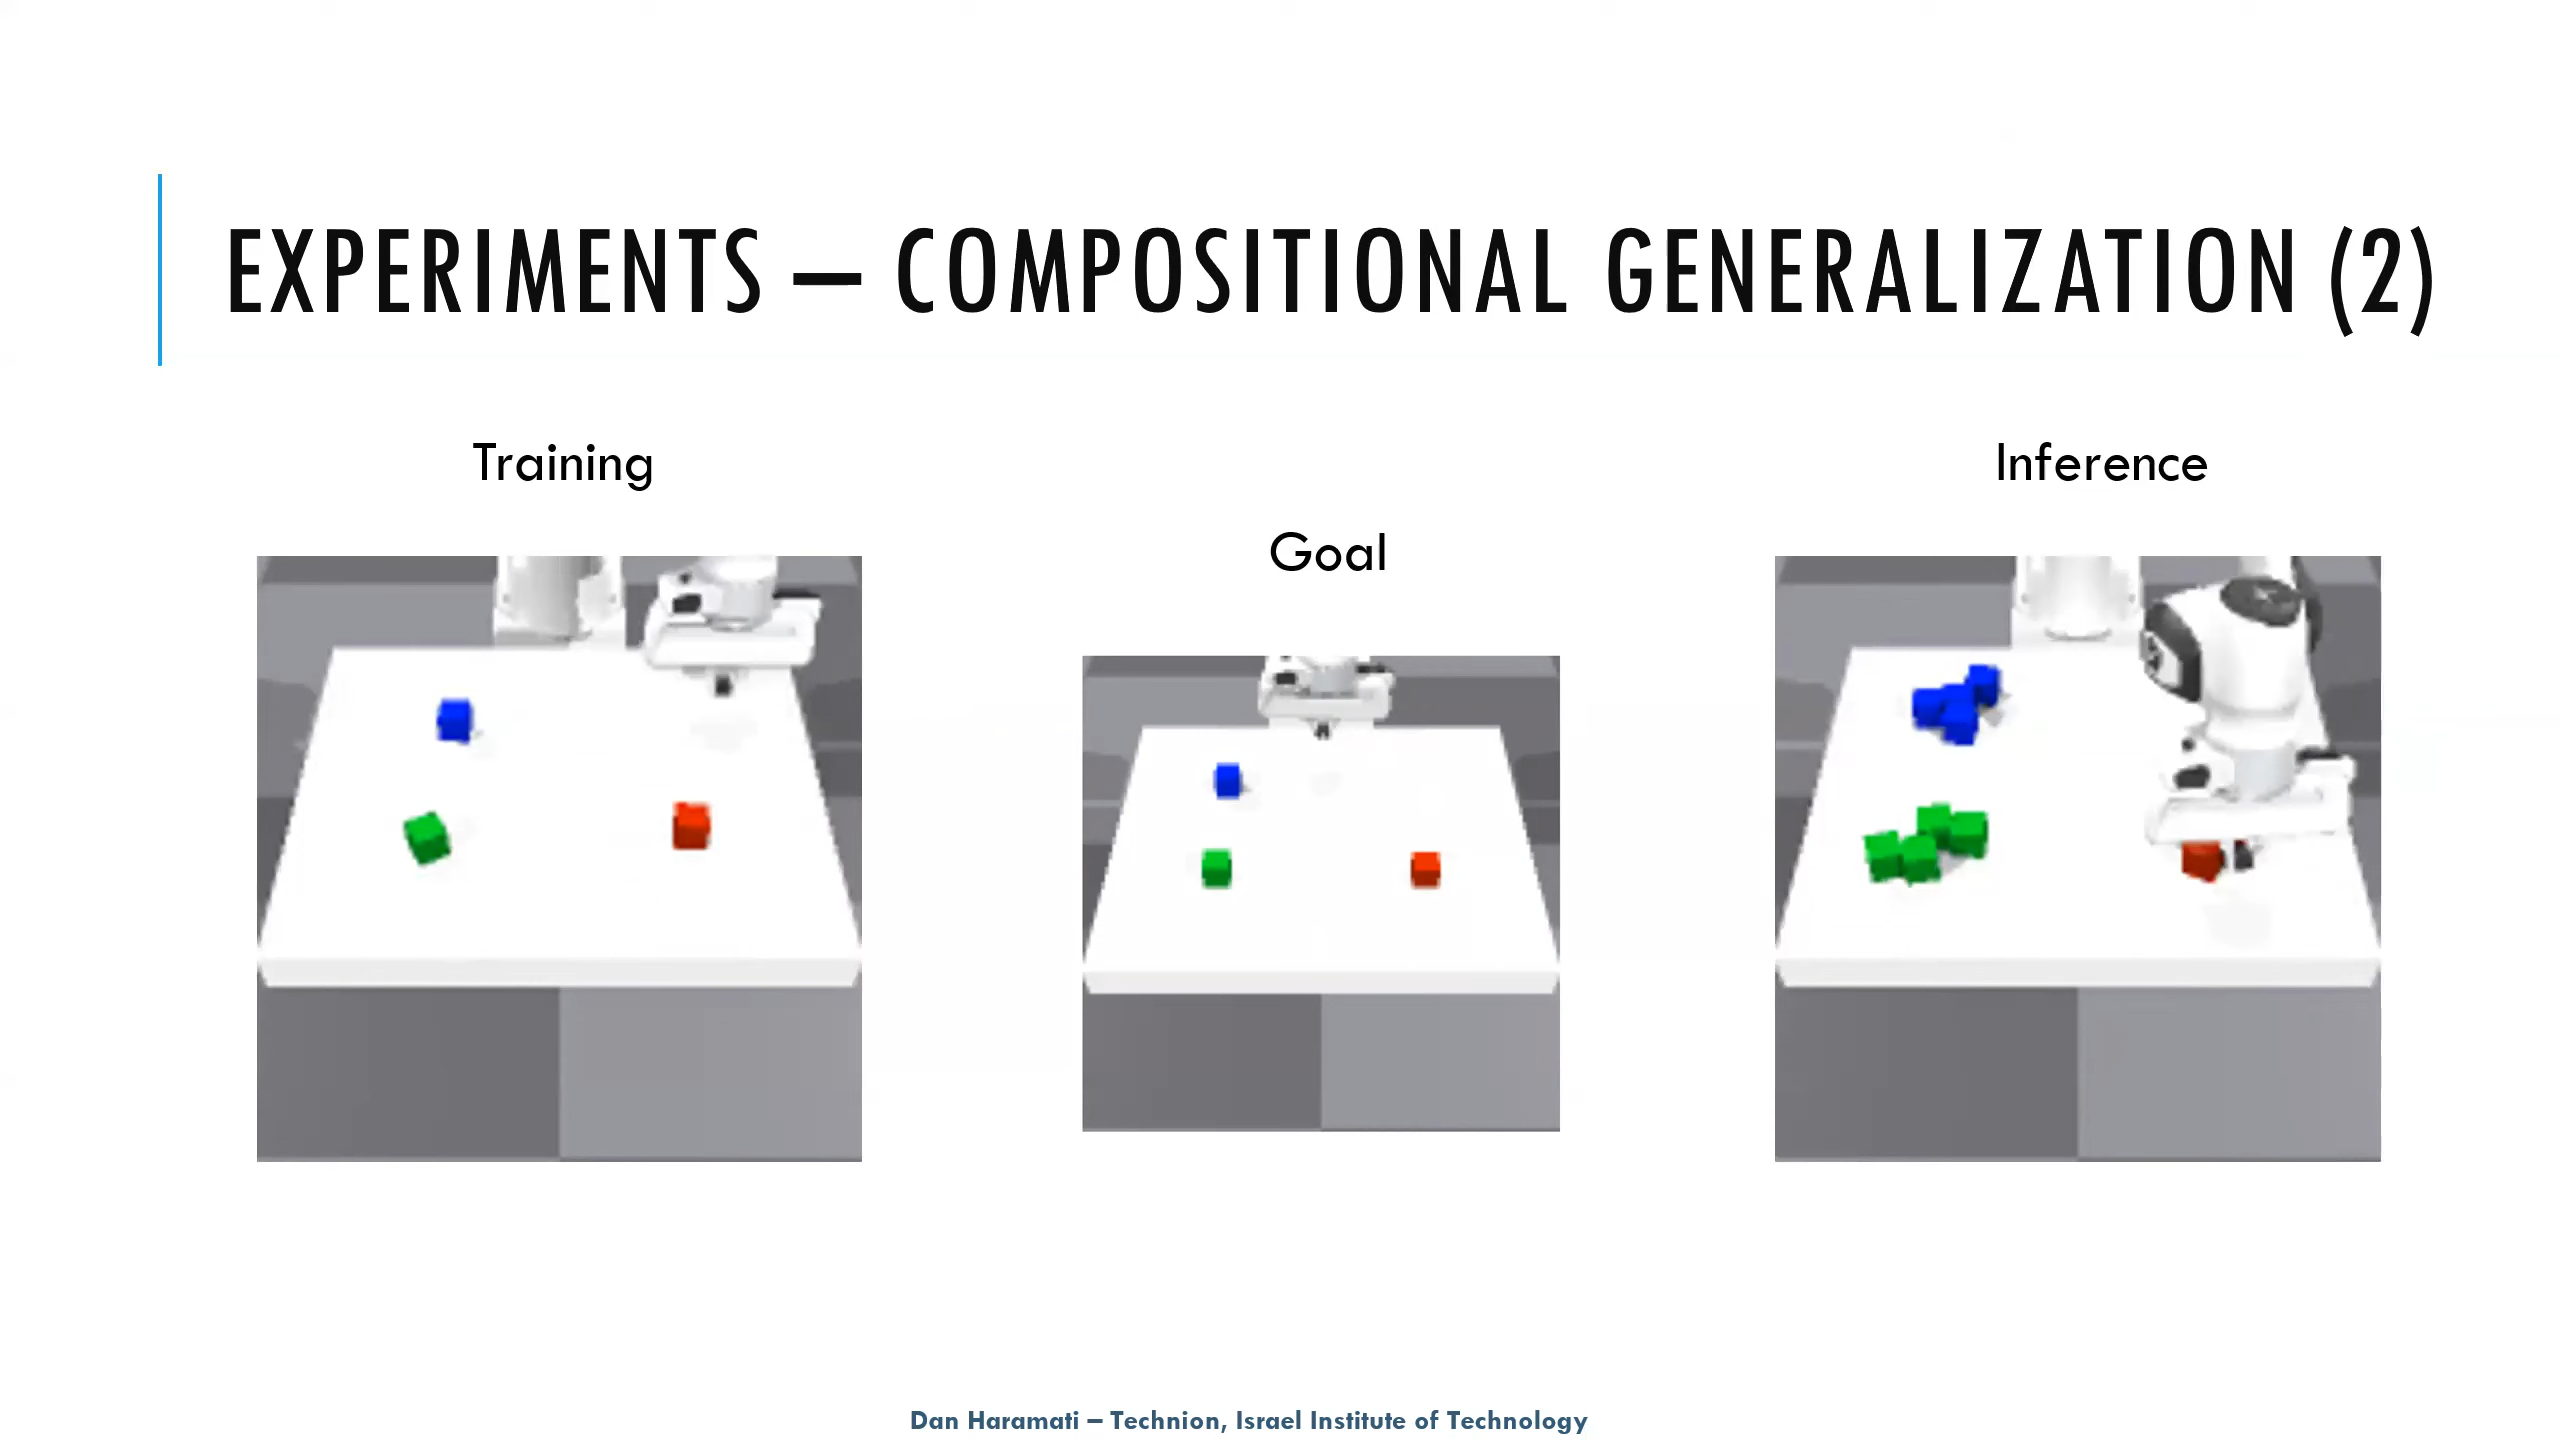 EXPERIMENTS – COMPOSITIONAL GENERALIZATION (2)
Training
Goal
Inference
Dan Haramati – Technion, Israel Institute of Technology